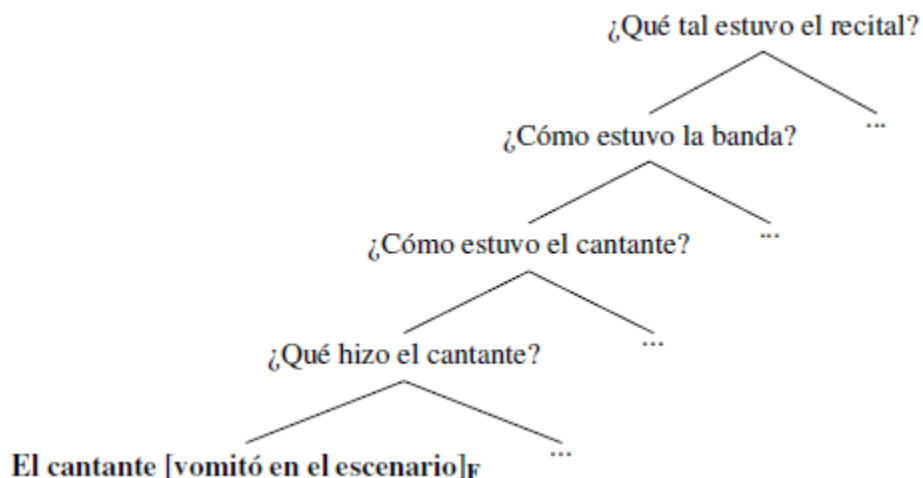 ¿Qué tal estuvo el recital?
¿Cómo estuvo la banda?
...
¿Cómo estuvo el cantante?
...
¿Qué hizo el cantante?
...
El cantante [vomitó en el escenario]F
...